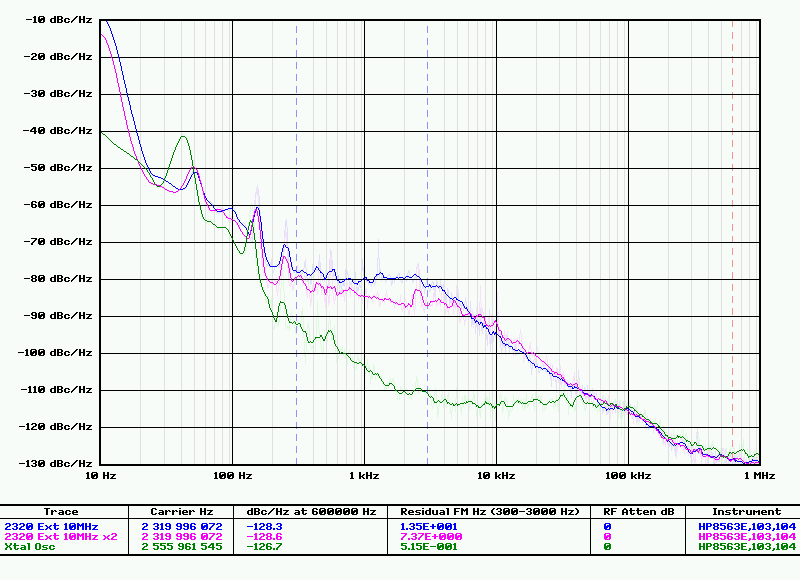 -10 dBc/Hz
-20 dBc/Hz
-30 dBc/Hz
-40 dBc/Hz
-50 dBc/Hz
-60 dBc/Hz
-70 dBc/Hz
-80 dBc/Hz
-90 dBc/Hz
-100 dBc/Hz
-110 dBc/Hz
-120 dBc/Hz
-130 dBc/Hz
10 Hz 100 Hz 1 kHz 10 kHz 100 kHz 1 MHz
Trace Carrier Hz dBc/Hz at 600000 Hz Residual FM Hz (300-3000 Hz) RF Atten dB Instrument
2320 Ext 10MHz 2 319 996 072 -128.3 1.35E+001 0 HP8563E,103,104
2320 Ext 10MHz x2 2 319 996 072 -128.6 7.37E+000 0 HP8563E,103,104
Xtal Osc 2 555 961 545 -126.7 5.15E-001 0 HP8563E,103,104